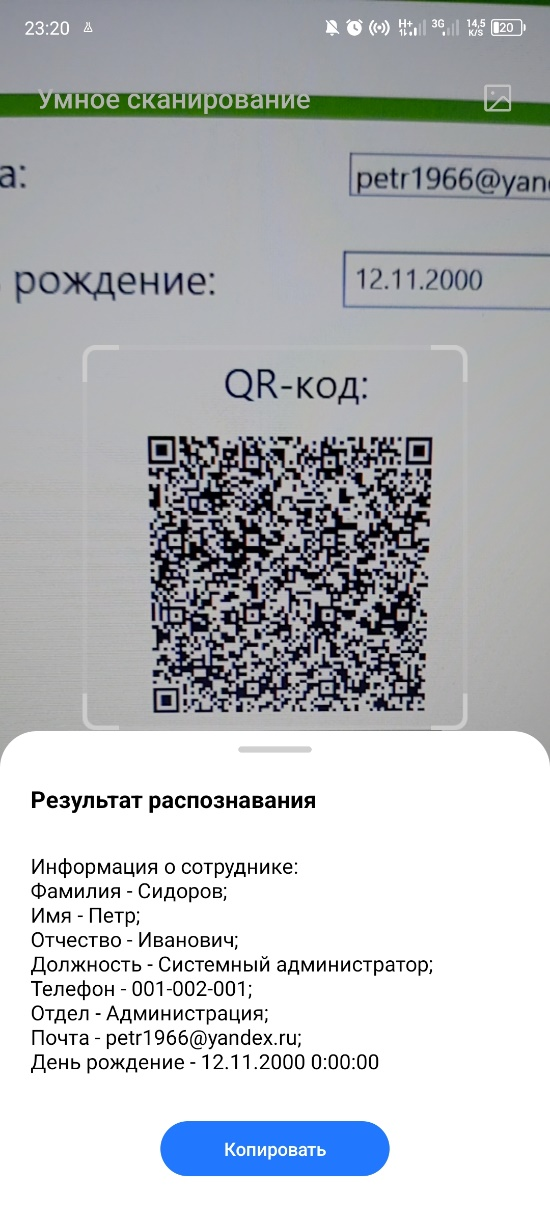 23:20
H+
3G
14,5
K/S
20
Умное сканирование
а:
petr1966@yan
рождение:
12.11.2000
QR-код:
Результат распознавания
Информация о сотруднике:
Фамилия - Сидоров;
Имя - Петр;
Отчество - Иванович;
Должность - Системный администратор;
Телефон - 001-002-001;
Отдел - Администрация;
Почта - petr1966@yandex.ru;
День рождение - 12.11.2000 0:00:00
Копировать